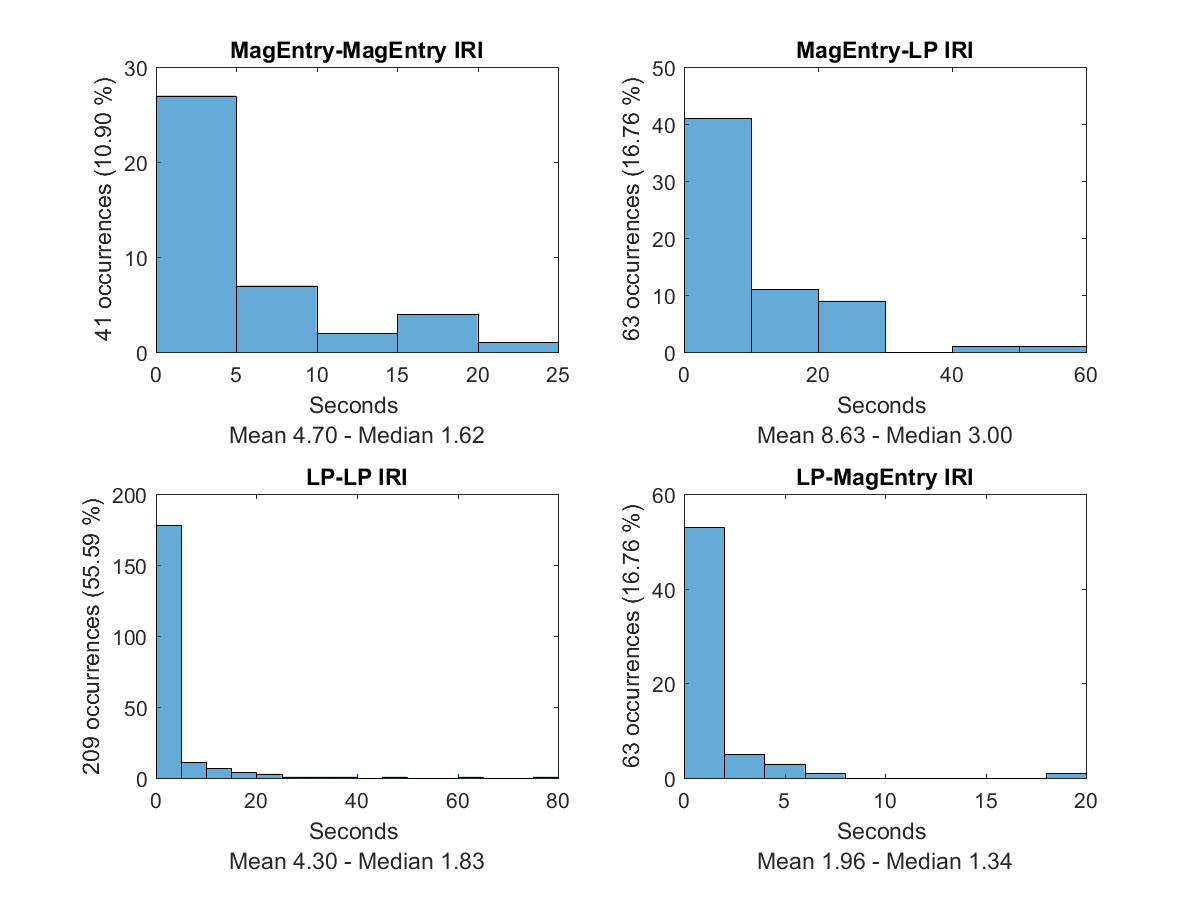 MagEntry-MagEntry IRI
41 occurrences (10.90 %)
30
20
10
0
0 5 10 15 20 25
Seconds
Mean 4.70 - Median 1.62
MagEntry-LP IRI
63 occurrences (16.76 %)
50
40
30
20
10
0
0 20 40 60
Seconds
Mean 8.63 - Median 3.00
LP-LP IRI
209 occurrences (55.59 %)
200
150
100
50
0
0 20 40 60 80
Seconds
Mean 4.30 - Median 1.83
LP-MagEntry IRI
63 occurrences (16.76 %)
60
40
20
0
0 5 10 15 20
Seconds
Mean 1.96 - Median 1.34